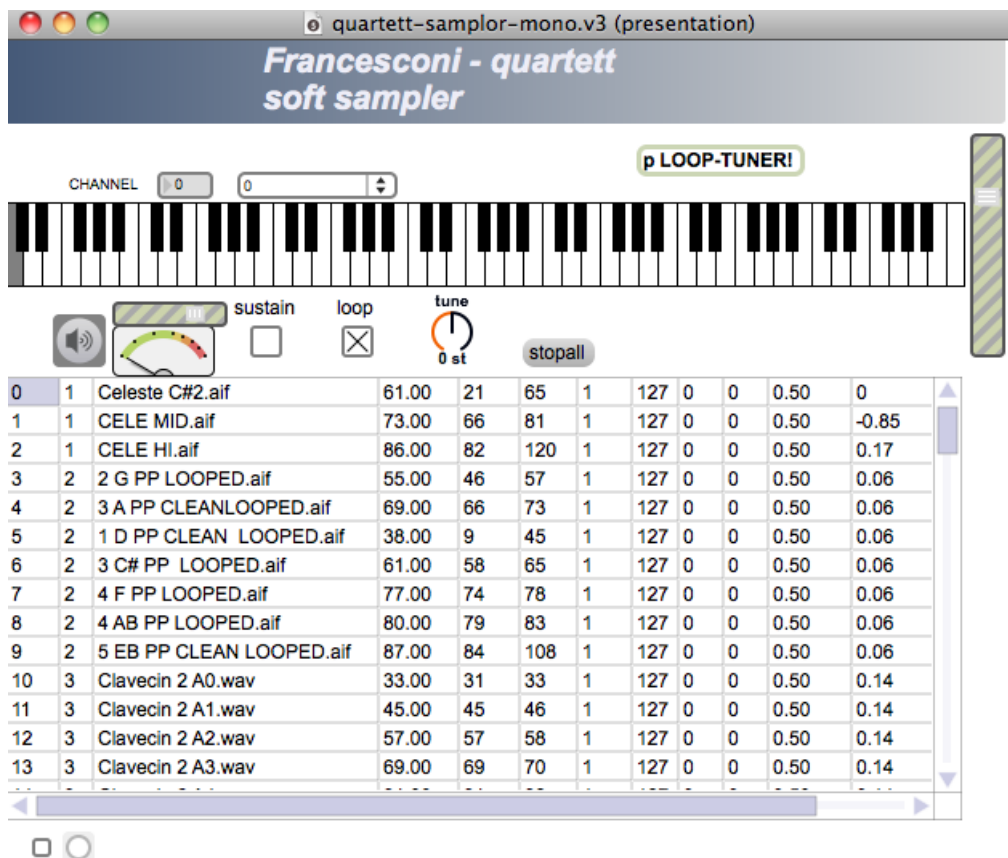 quartett-samplor-mono.v3 (presentation)
Francesconi - quartett
soft sampler
p LOOP-TUNER!
CHANNEL 0 0
sustain loop tune
0 st stopall
0 1 Celeste C#2.aif 61.00 21 65 1 127 0 0 0.50 0
1 1 CELE MID.aif 73.00 66 81 1 127 0 0 0.50 -0.85
2 1 CELE HI.aif 86.00 82 120 1 127 0 0 0.50 0.17
3 2 2 G PP LOOPED.aif 55.00 46 57 1 127 0 0 0.50 0.06
4 2 3 A PP CLEANLOOPED.aif 69.00 66 73 1 127 0 0 0.50 0.06
5 2 1 D PP CLEAN  LOOPED.aif 38.00 9 45 1 127 0 0 0.50 0.06
6 2 3 C# PP  LOOPED.aif 61.00 58 65 1 127 0 0 0.50 0.06
7 2 4 F PP LOOPED.aif 77.00 74 78 1 127 0 0 0.50 0.06
8 2 4 AB PP LOOPED.aif 80.00 79 83 1 127 0 0 0.50 0.06
9 2 5 EB PP CLEAN LOOPED.aif 87.00 84 108 1 127 0 0 0.50 0.06
10 3 Clavecin 2 A0.wav 33.00 31 33 1 127 0 0 0.50 0.14
11 3 Clavecin 2 A1.wav 45.00 45 46 1 127 0 0 0.50 0.14
12 3 Clavecin 2 A2.wav 57.00 57 58 1 127 0 0 0.50 0.14
13 3 Clavecin 2 A3.wav 69.00 69 70 1 127 0 0 0.50 0.14